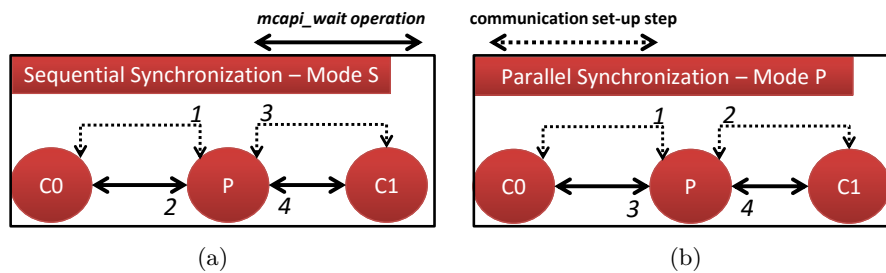 mcapi_wait operation
communication set-up step
Sequential Synchronization – Mode S
Parallel Synchronization – Mode P
1 3
1 2
C0 P C1
C0 P C1
2 4
3 4
(a)
(b)